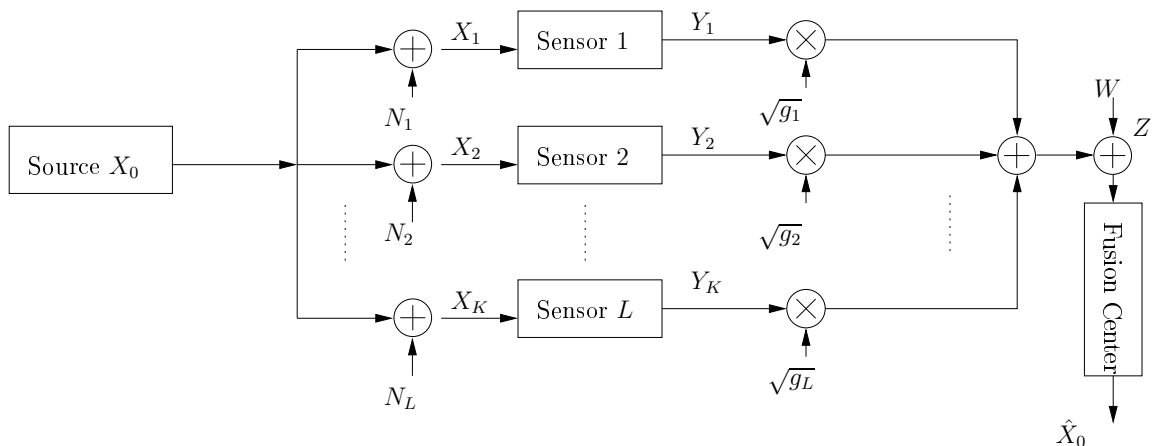 X₁
Sensor 1
Y₁
N₁
√g₁
W
Z
Source X₀
X₂
Sensor 2
Y₂
N₂
√g₂
Fusion Center
X_K
Sensor L
Y_K
N_L
√g_L
X̂₀